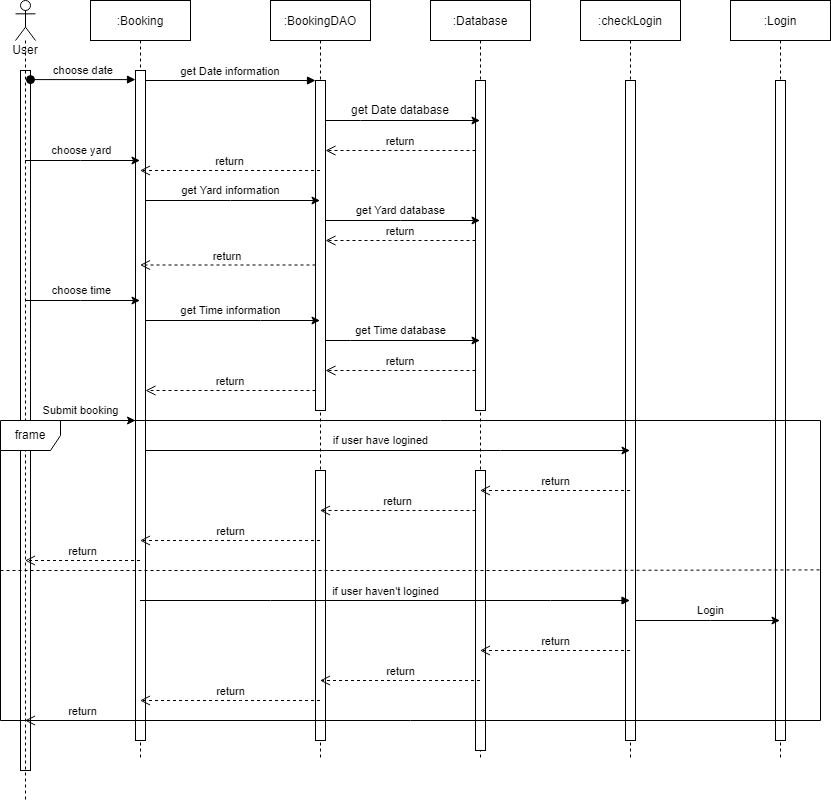 :Booking
:BookingDAO
:Database
:checkLogin
:Login
User
choose date
get Date information
get Date database
return
choose yard
return
get Yard information
get Yard database
return
return
choose time
get Time information
get Time database
return
return
Submit booking
frame
if user have logined
return
return
return
return
if user haven't logined
Login
return
return
return
return